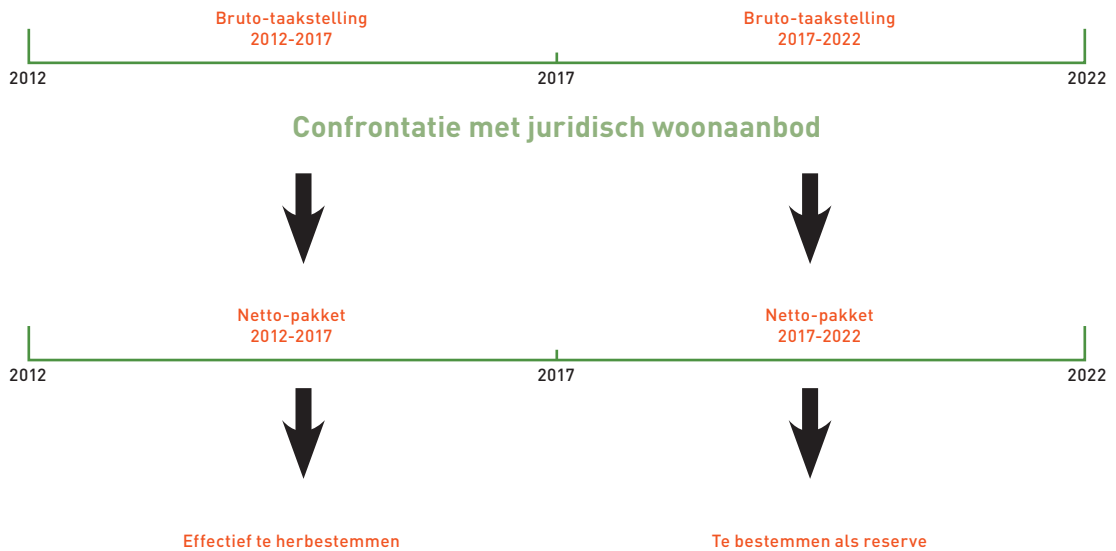 Bruto-taakstelling
2012-2017
Bruto-taakstelling
2017-2022
2012
2017
2022
Confrontatie met juridisch woonaanbod
Netto-pakket
2012-2017
Netto-pakket
2017-2022
2012
2017
2022
Effectief te herbestemmen
Te bestemmen als reserve